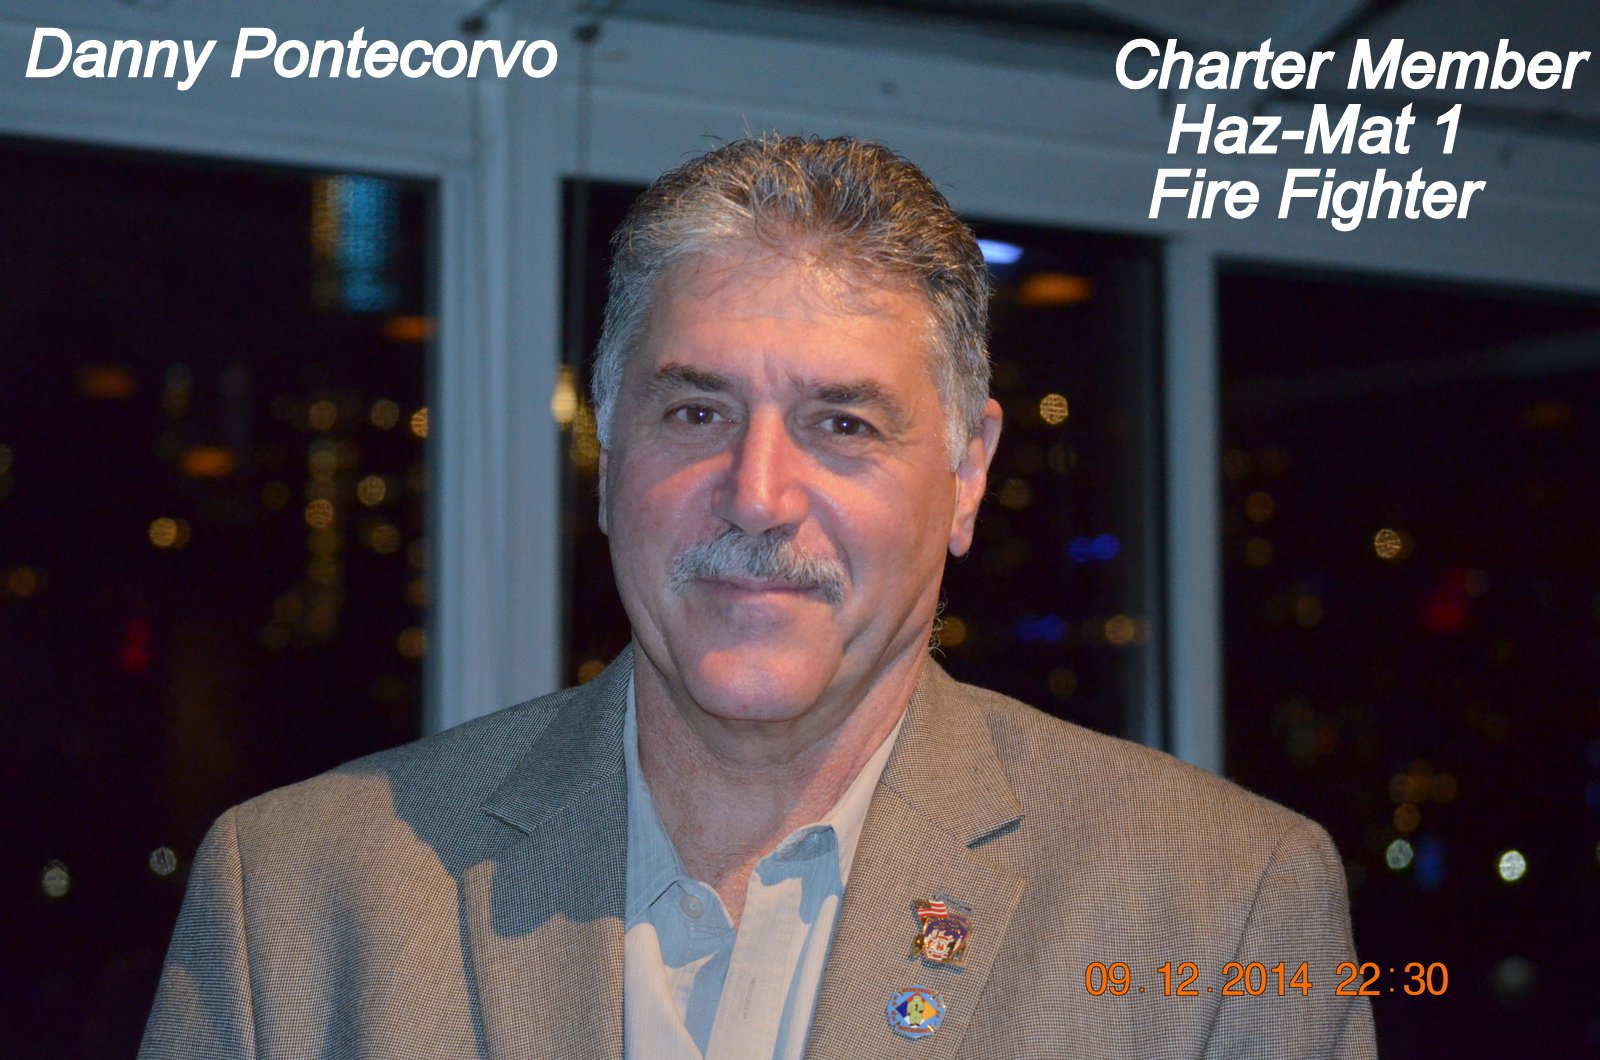 Danny Pontecorvo
Charter Member
Haz-Mat 1
Fire Fighter
09.12.2014 22:30